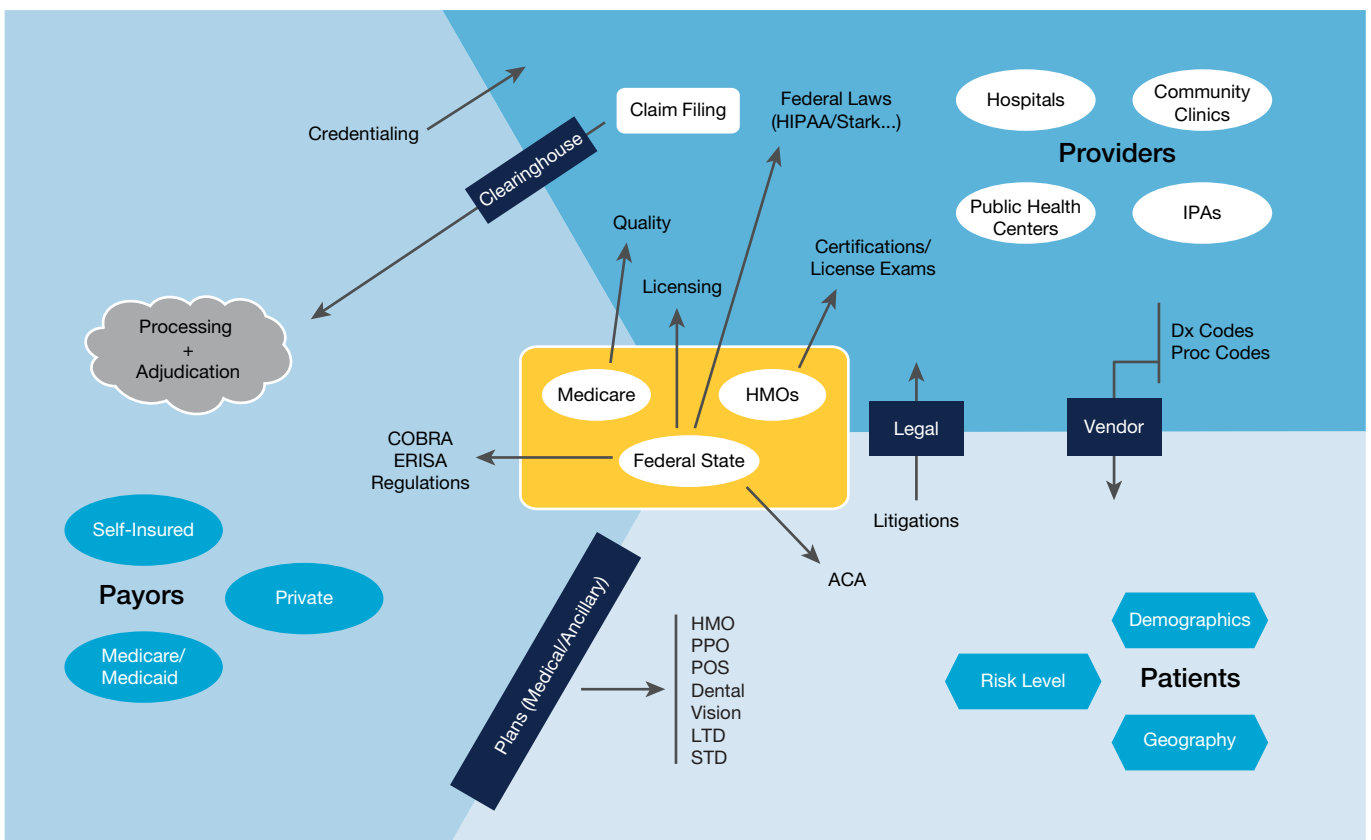 Credentialing
Clearinghouse
Claim Filing
Federal Laws
(HIPAA/Stark...)
Hospitals
Community
Clinics
Providers
Public Health
Centers
IPAs
Quality
Licensing
Certifications/
License Exams
Processing
+
Adjudication
Dx Codes
Proc Codes
Medicare
HMOs
Federal State
Legal
Vendor
COBRA
ERISA
Regulations
Litigations
ACA
Self-Insured
Payors
Private
Medicare/
Medicaid
Plans (Medical/Ancillary)
HMO
PPO
POS
Dental
Vision
LTD
STD
Demographics
Risk Level
Patients
Geography